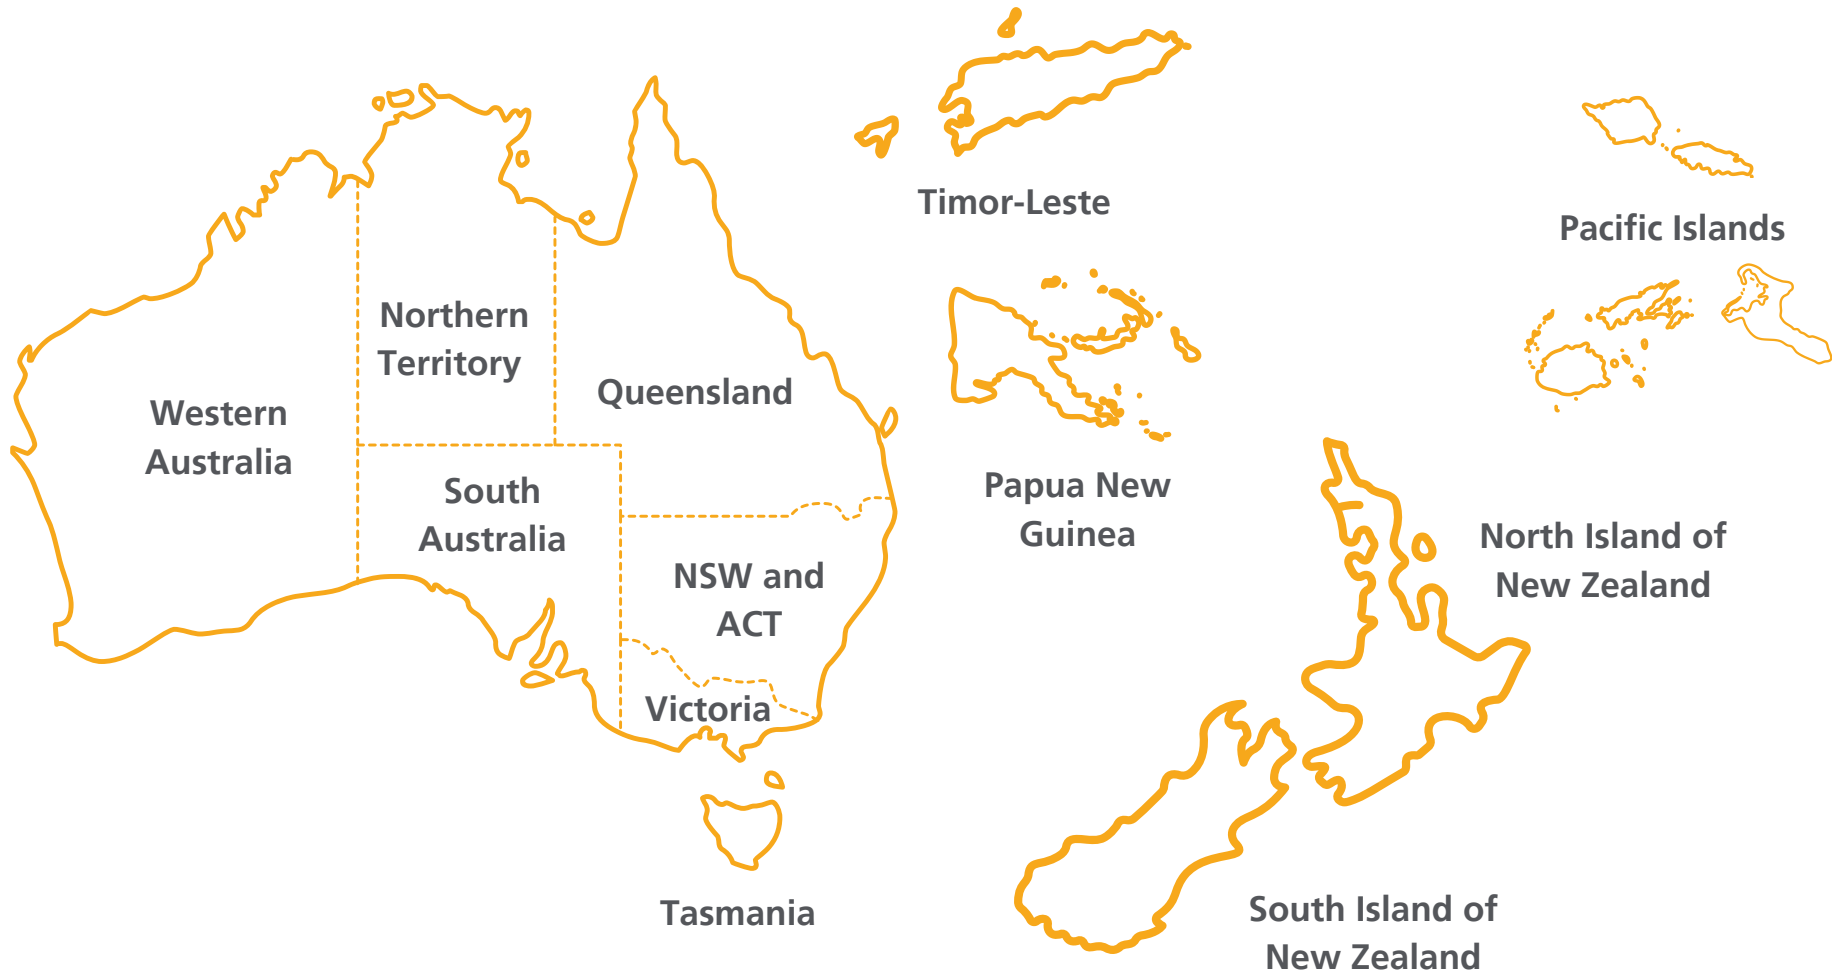 Timor-Leste
Pacific Islands
Northern
Territory
Queensland
Western
Australia
South
Australia
Papua New
Guinea
North Island of
New Zealand
NSW and
ACT
Victoria
Tasmania
South Island of
New Zealand